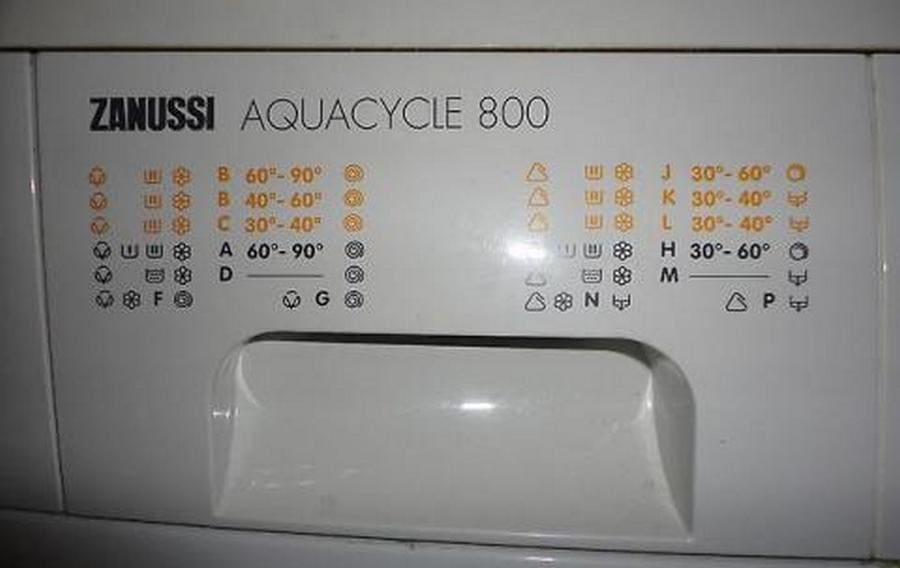 ZANUSSI AQUACYCLE 800
B 60°- 90°
B 40°- 60°
C 30°- 40°
A 60°- 90°
D
F G
J 30°- 60°
K 30°- 40°
L 30°- 40°
H 30°- 60°
M
N P